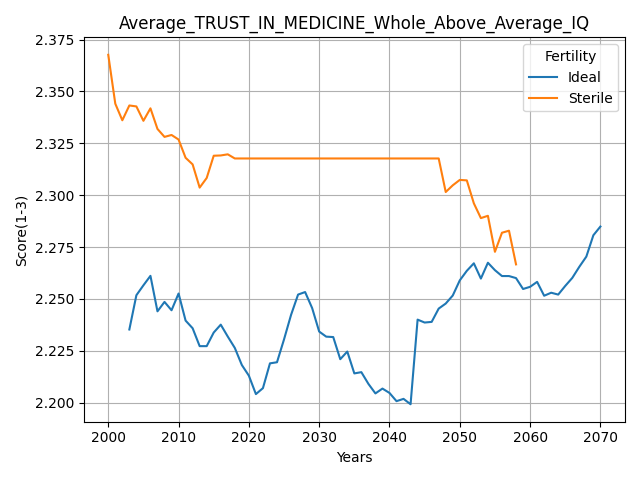 Average_TRUST_IN_MEDICINE_Whole_Above_Average_IQ
Fertility
Ideal
Sterile
Score(1-3)
2.375
2.350
2.325
2.300
2.275
2.250
2.225
2.200
2000 2010 2020 2030 2040 2050 2060 2070
Years